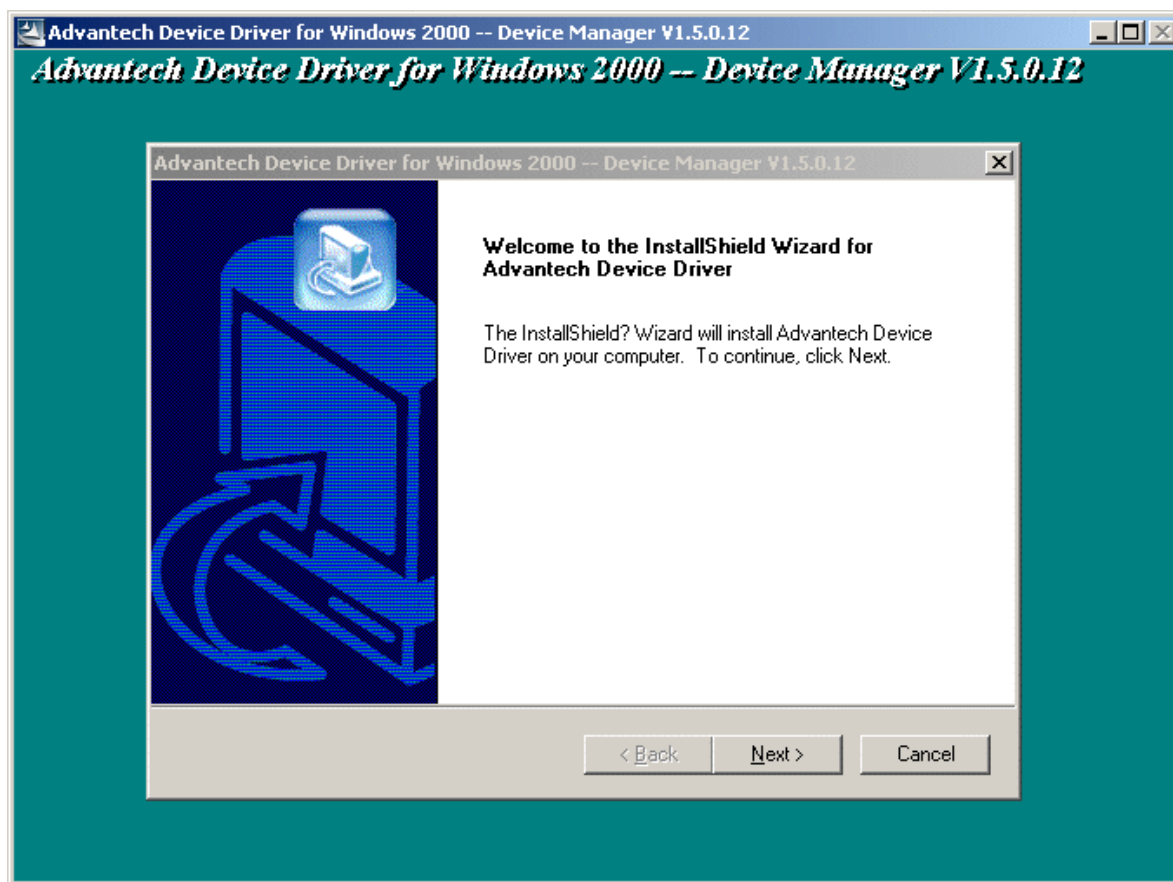 Advantech Device Driver for Windows 2000 -- Device Manager V1.5.0.12
Advantech Device Driver for Windows 2000 -- Device Manager V1.5.0.12
Advantech Device Driver for Windows 2000 -- Device Manager V1.5.0.12
Welcome to the InstallShield Wizard for
Advantech Device Driver
The InstallShield? Wizard will install Advantech Device
Driver on your computer. To continue, click Next.
< Back Next > Cancel